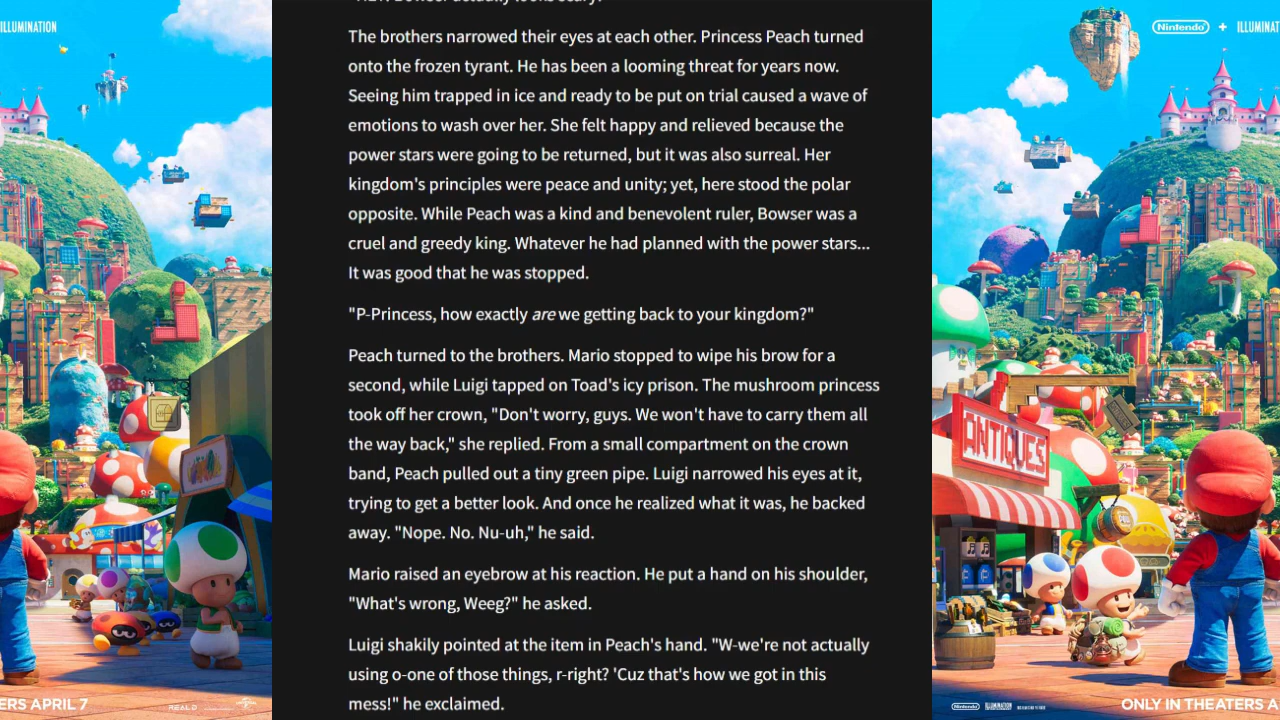 ILLUMINATION
ERS APRIL 7
REALD
The brothers narrowed their eyes at each other. Princess Peach turned
onto the frozen tyrant. He has been a looming threat for years now.
Seeing him trapped in ice and ready to be put on trial caused a wave of
emotions to wash over her. She felt happy and relieved because the
power stars were going to be returned, but it was also surreal. Her
kingdom's principles were peace and unity; yet, here stood the polar
opposite. While Peach was a kind and benevolent ruler, Bowser was a
cruel and greedy king. Whatever he had planned with the power stars...
It was good that he was stopped.
"P-Princess, how exactly are we getting back to your kingdom?"
Peach turned to the brothers. Mario stopped to wipe his brow for a
second, while Luigi tapped on Toad's icy prison. The mushroom princess
took off her crown, "Don't worry, guys. We won't have to carry them all
the way back," she replied. From a small compartment on the crown
band, Peach pulled out a tiny green pipe. Luigi narrowed his eyes at it,
trying to get a better look. And once he realized what it was, he backed
away. "Nope. No. Nu-uh," he said.
Mario raised an eyebrow at his reaction. He put a hand on his shoulder,
"What's wrong, Weeg?" he asked.
Luigi shakily pointed at the item in Peach's hand. "W-we're not actually
using o-one of those things, r-right? 'Cuz that's how we got in this
mess!" he exclaimed.
Nintendo + ILLUMINAT
ANTIQUES
Nintendo ILLUMINATION
ONLY IN THEATERS A